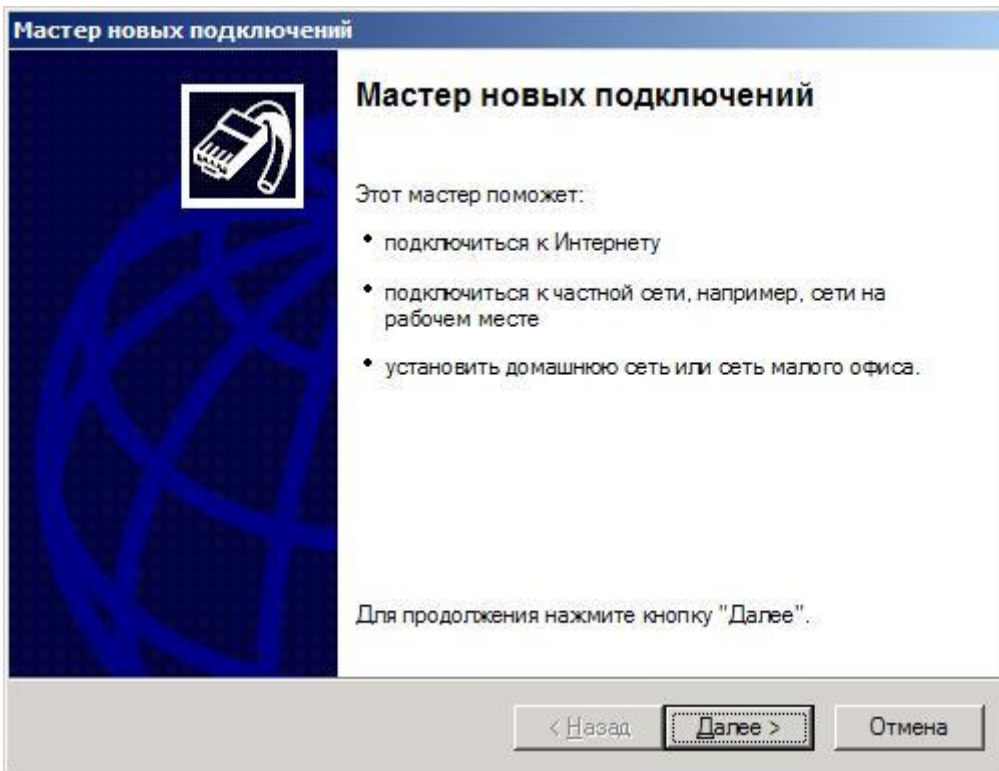 Мастер новых подключений
Мастер новых подключений
Этот мастер поможет:
• подключиться к Интернету
• подключиться к частной сети, например, сети на
рабочем месте
• установить домашнюю сеть или сеть малого офиса.
Для продолжения нажмите кнопку "Далее".
< Назад Далее > Отмена